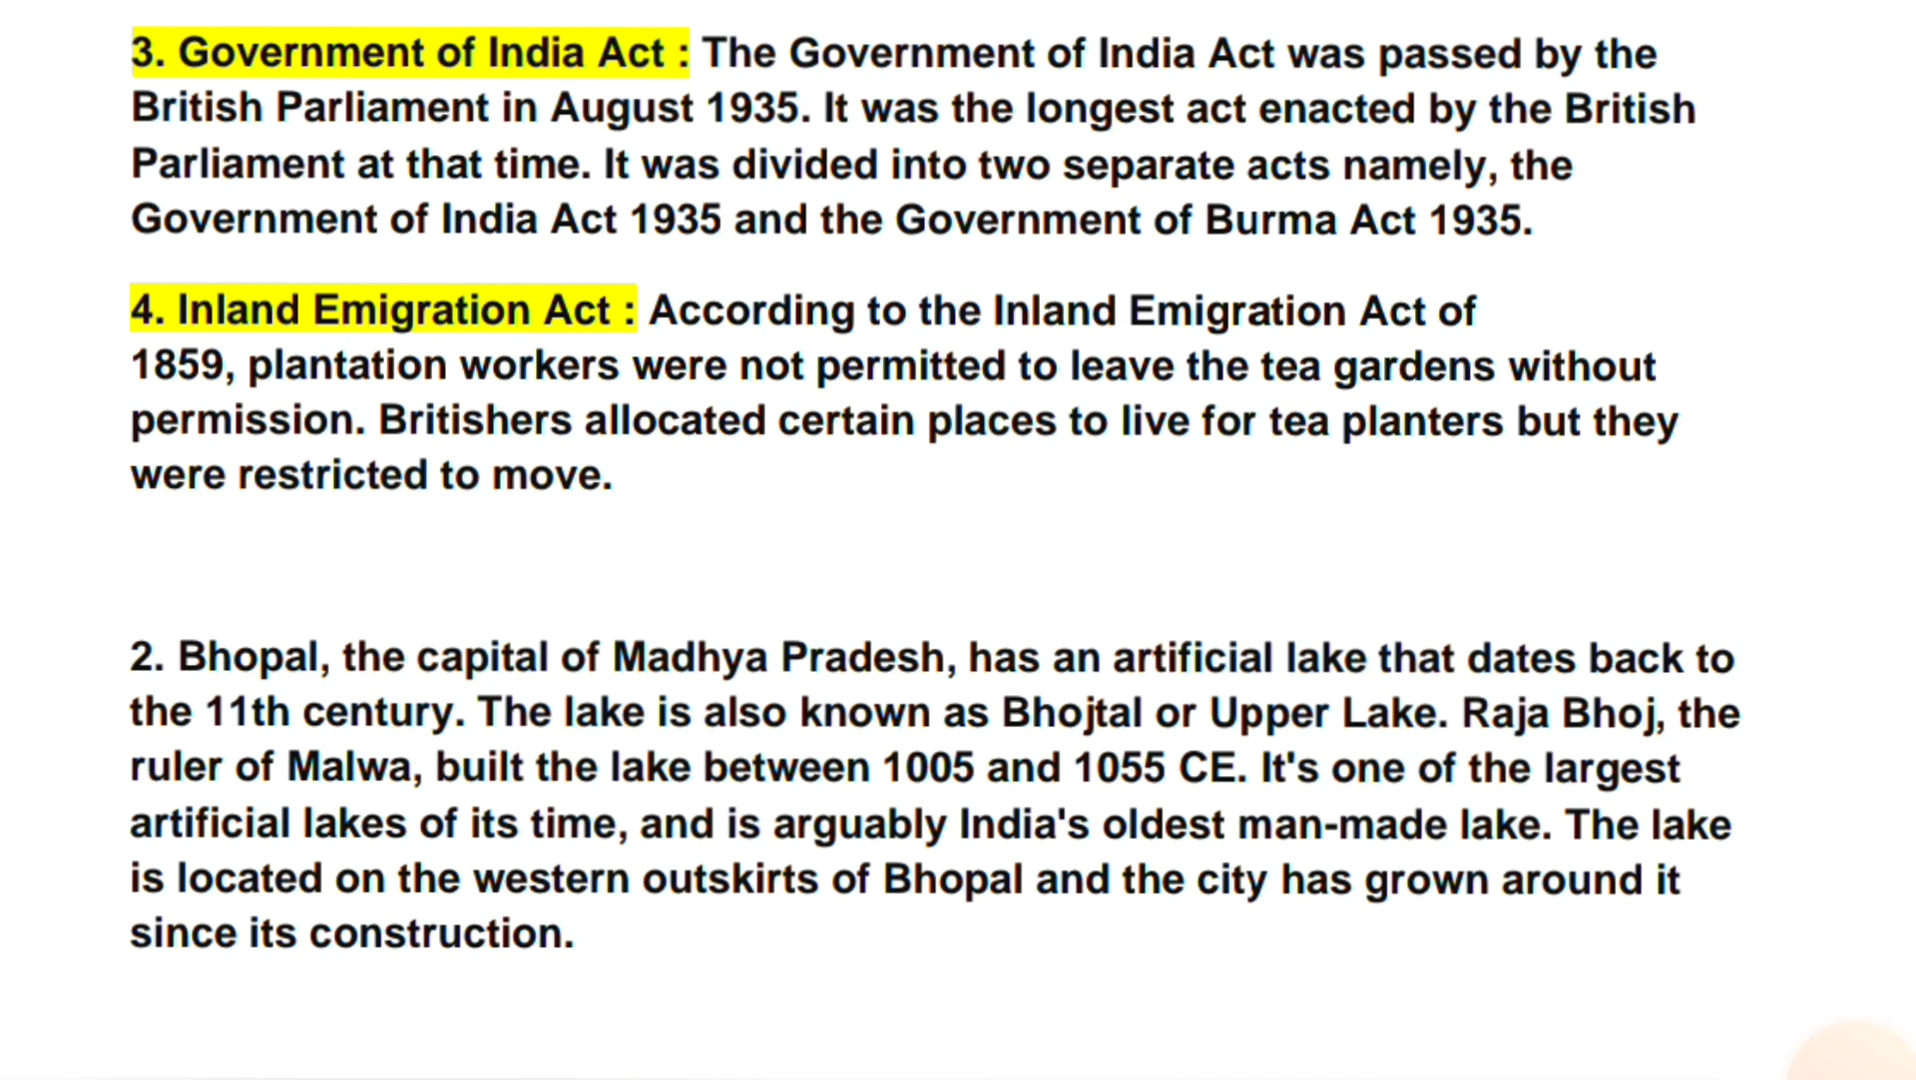 3. Government of India Act : The Government of India Act was passed by the
British Parliament in August 1935. It was the longest act enacted by the British
Parliament at that time. It was divided into two separate acts namely, the
Government of India Act 1935 and the Government of Burma Act 1935.
4. Inland Emigration Act : According to the Inland Emigration Act of
1859, plantation workers were not permitted to leave the tea gardens without
permission. Britishers allocated certain places to live for tea planters but they
were restricted to move.
2. Bhopal, the capital of Madhya Pradesh, has an artificial lake that dates back to
the 11th century. The lake is also known as Bhojtal or Upper Lake. Raja Bhoj, the
ruler of Malwa, built the lake between 1005 and 1055 CE. It's one of the largest
artificial lakes of its time, and is arguably India's oldest man-made lake. The lake
is located on the western outskirts of Bhopal and the city has grown around it
since its construction.